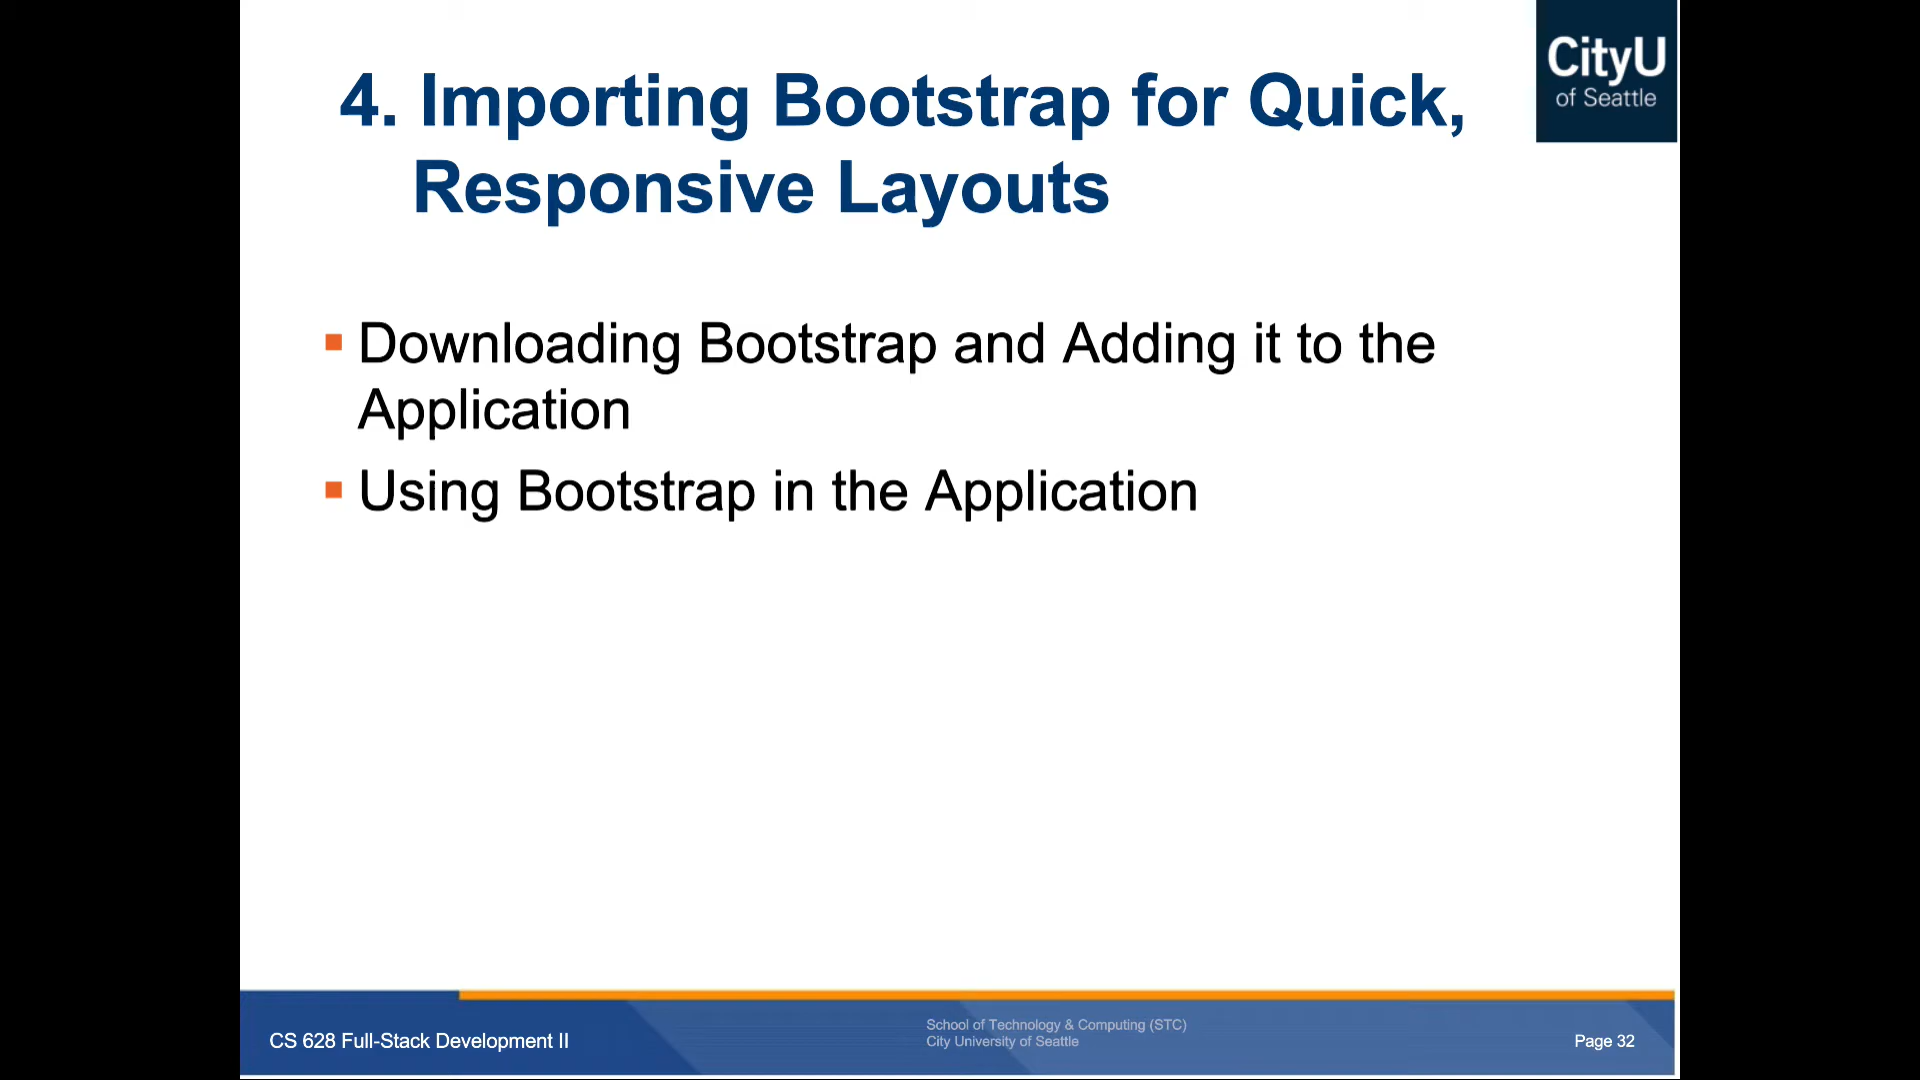 CityU
of Seattle
4. Importing Bootstrap for Quick,
Responsive Layouts
Downloading Bootstrap and Adding it to the
Application
Using Bootstrap in the Application
CS 628 Full-Stack Development II
School of Technology & Computing (STC)
City University of Seattle
Page 32